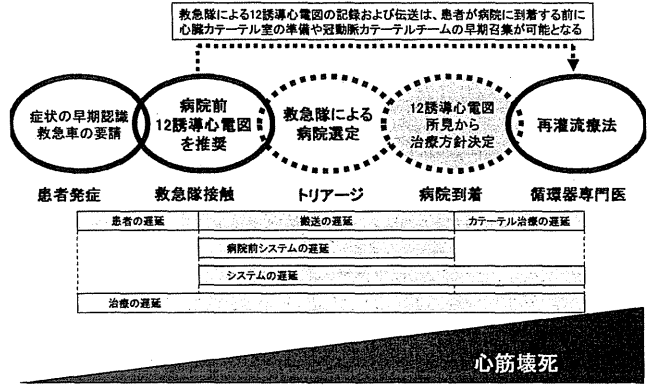 救急隊による12誘導心電図の記録および伝送は、患者が病院に到着する前に
心臓カテーテル室の準備や冠動脈カテーテルチームの早期召集が可能となる
症状の早期認識
救急車の要請
病院前
12誘導心電図
を推奨
救急隊による
病院選定
12誘導心電図
所見から
治療方針決定
再灌流療法
患者発症
救急隊接触
トリアージ
病院到着
循環器専門医
患者の遅延
搬送の遅延
カテーテル治療の遅延
病院前システムの遅延
システムの遅延
治療の遅延
心筋壊死